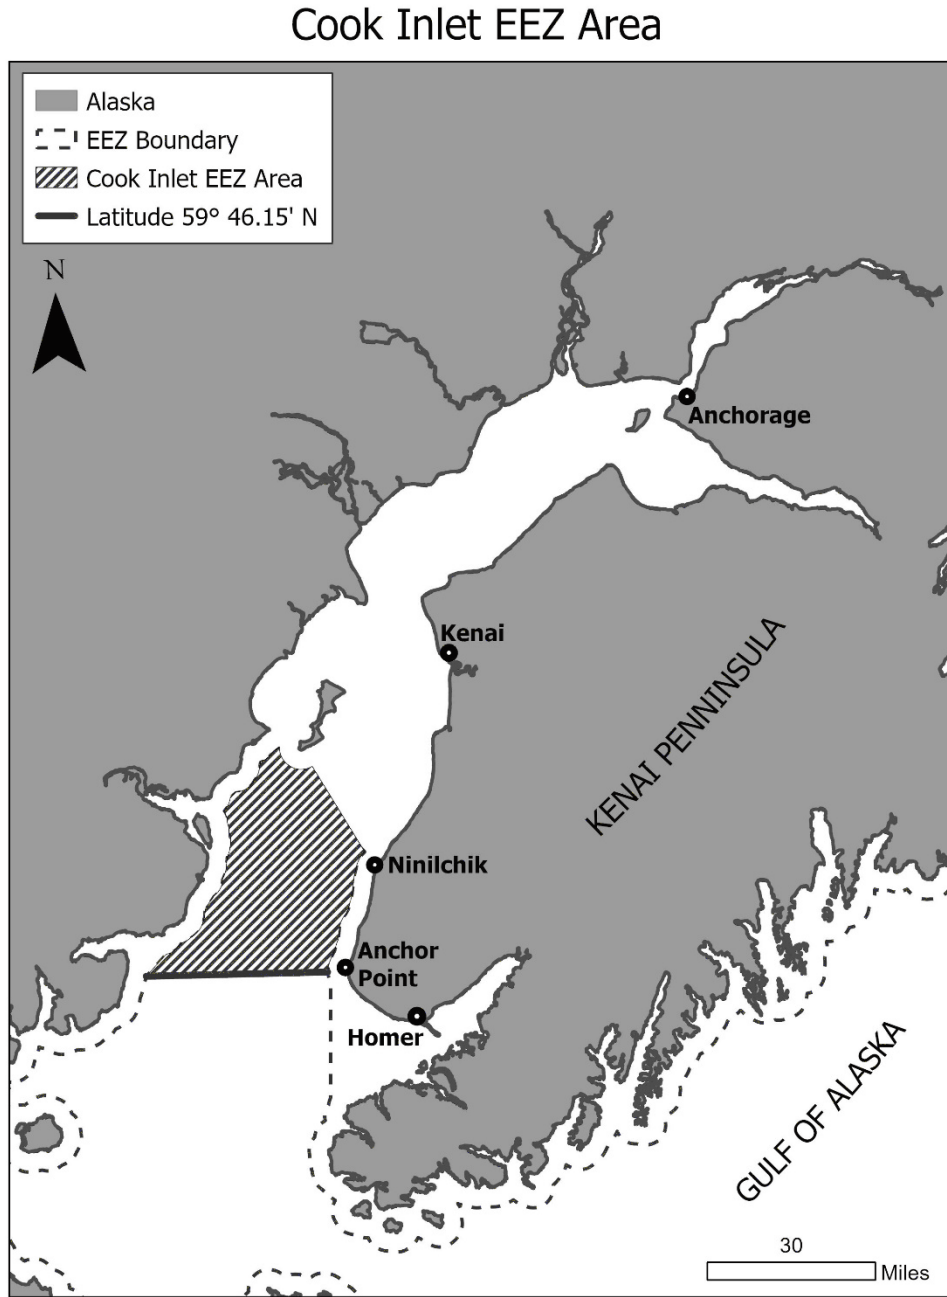 Cook Inlet EEZ Area
Alaska
EEZ Boundary
Cook Inlet EEZ Area
Latitude 59° 46.15' N
N
Anchorage
Kenai
KENAI PENNINSULA
Ninilchik
Anchor
Point
Homer
GULF OF ALASKA
30
Miles